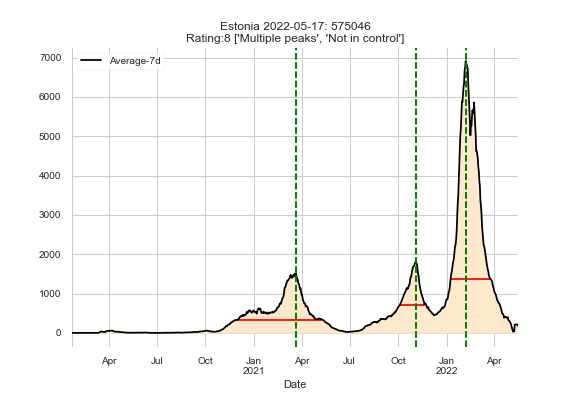 Estonia 2022-05-17: 575046
Rating:8 ['Multiple peaks', 'Not in control']
Average-7d
7000
6000
5000
4000
3000
2000
1000
0
Apr Jul Oct Jan Apr Jul Oct Jan Apr
2021 2022
Date